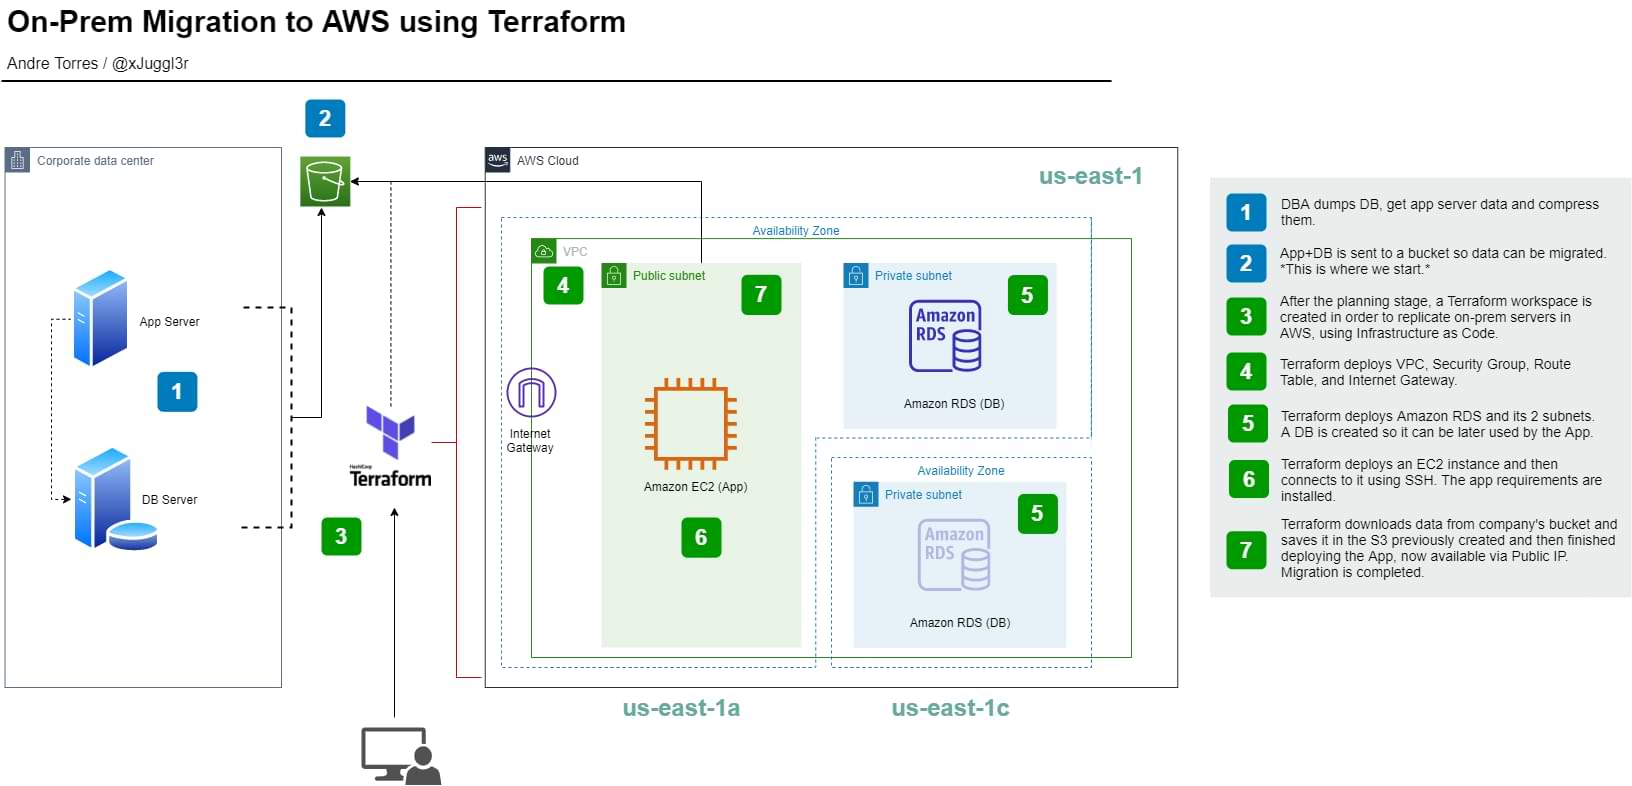 On-Prem Migration to AWS using Terraform
Andre Torres / @xJuggl3r
2
Corporate data center
App Server
1
DB Server
HashiCorp
Terraform
3
aws
AWS Cloud
us-east-1
Availability Zone
VPC
4
Public subnet
7
Internet
Gateway
Amazon EC2 (App)
6
Private subnet
5
Amazon
RDS
Amazon RDS (DB)
Availability Zone
Private subnet
5
Amazon
RDS
Amazon RDS (DB)
us-east-1a
us-east-1c
1
DBA dumps DB, get app server data and compress
them.
2
App+DB is sent to a bucket so data can be migrated.
*This is where we start.*
3
After the planning stage, a Terraform workspace is
created in order to replicate on-prem servers in
AWS, using Infrastructure as Code.
4
Terraform deploys VPC, Security Group, Route
Table, and Internet Gateway.
5
Terraform deploys Amazon RDS and its 2 subnets.
A DB is created so it can be later used by the App.
6
Terraform deploys an EC2 instance and then
connects to it using SSH. The app requirements are
installed.
7
Terraform downloads data from company's bucket and
saves it in the S3 previously created and then finished
deploying the App, now available via Public IP.
Migration is completed.